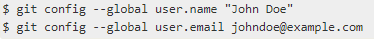 $ git config --global user.name "John Doe"
$ git config --global user.email johndoe@example.com